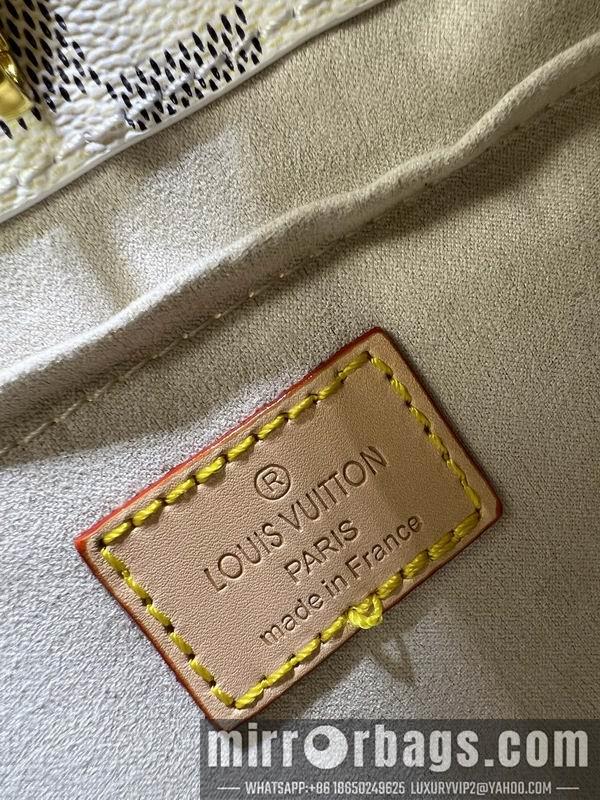 ®
LOUIS VUITTON
PARIS
made in France
mirrorbags.com
WHATSAPP:+86 18650249625 LUXURYVIP2@YAHOO.COM